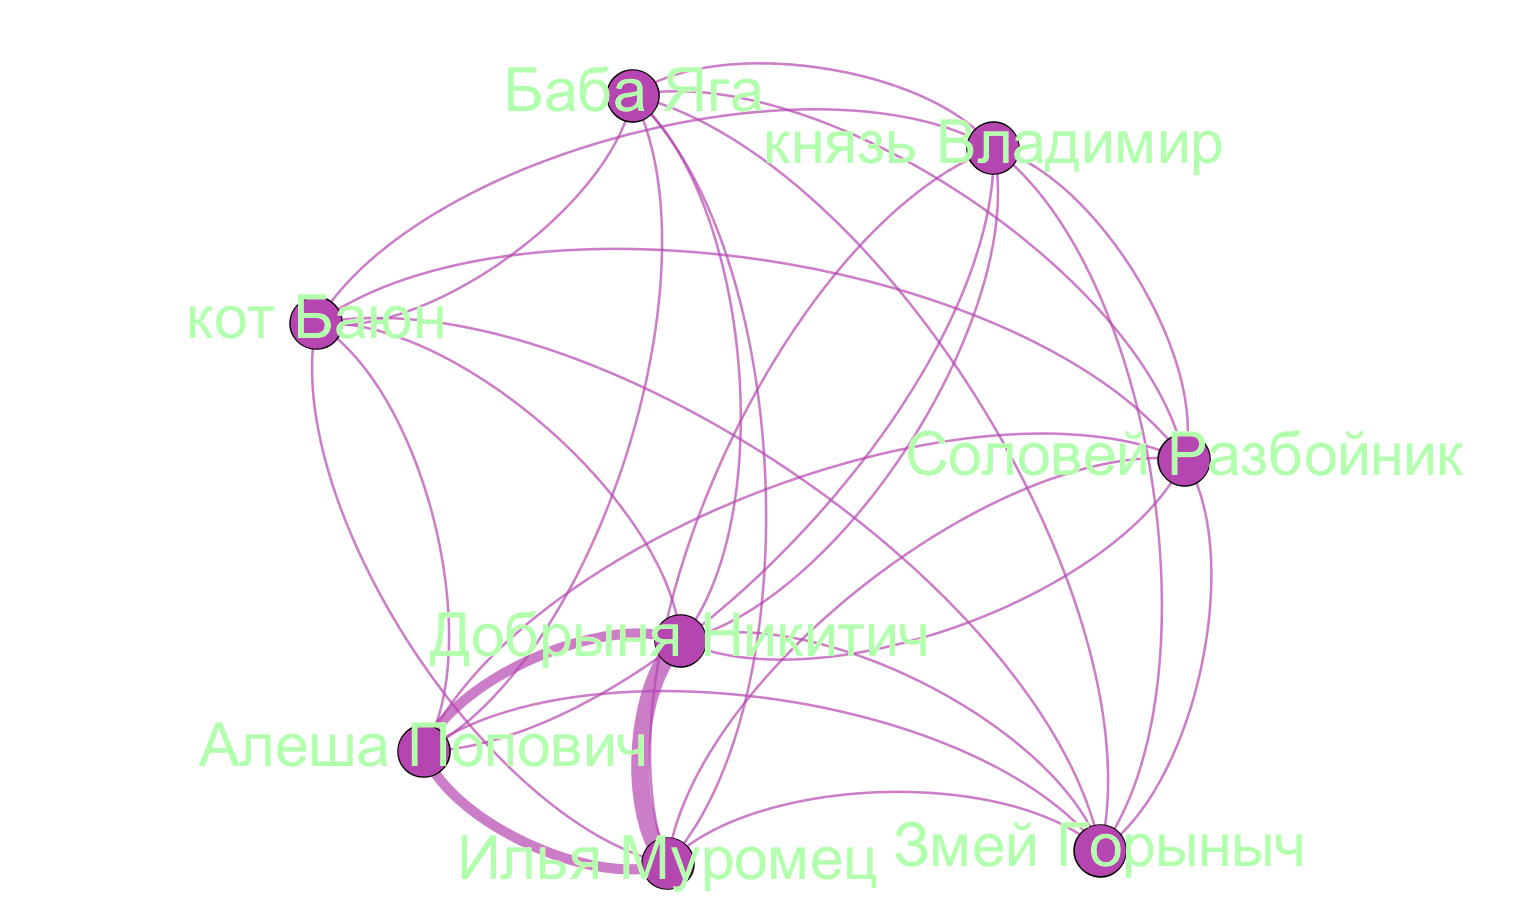 Баба Яга
князь Владимир
кот Баюн
Соловей Разбойник
Добрыня Никитич
Алеша Попович
Илья Муромец
Змей Горыныч